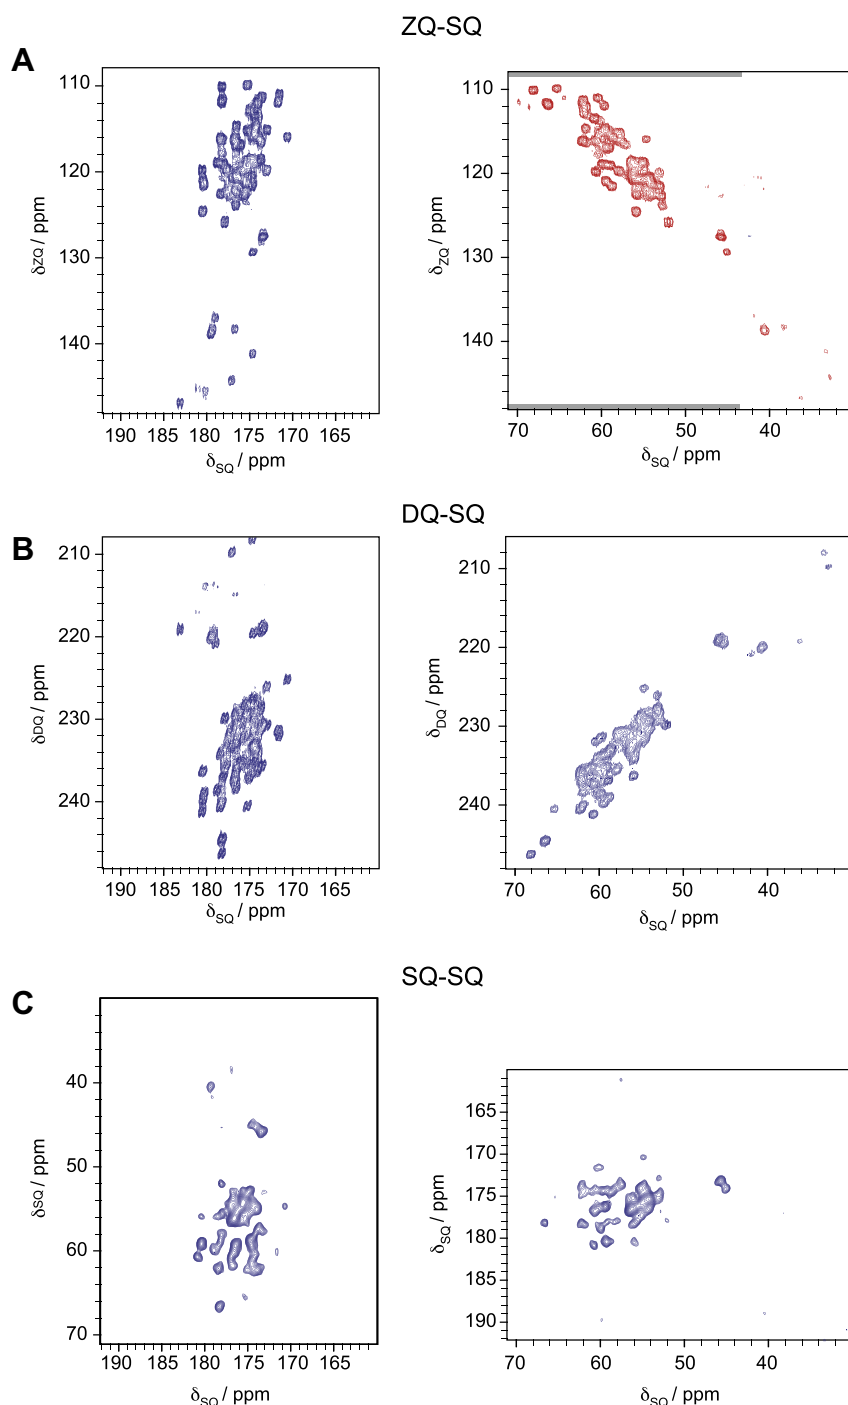 ZQ-SQ
A
110
120
130
140
δZQ / ppm
190 185 180 175 170 165
δSQ / ppm
110
120
130
140
δZQ / ppm
70 60 50 40
δSQ / ppm
DQ-SQ
B
210
220
230
240
δDQ / ppm
190 185 180 175 170 165
δSQ / ppm
210
220
230
240
δDQ / ppm
70 60 50 40
δSQ / ppm
SQ-SQ
C
40
50
60
70
δSQ / ppm
190 185 180 175 170 165
δSQ / ppm
165
170
175
180
185
190
δSQ / ppm
70 60 50 40
δSQ / ppm